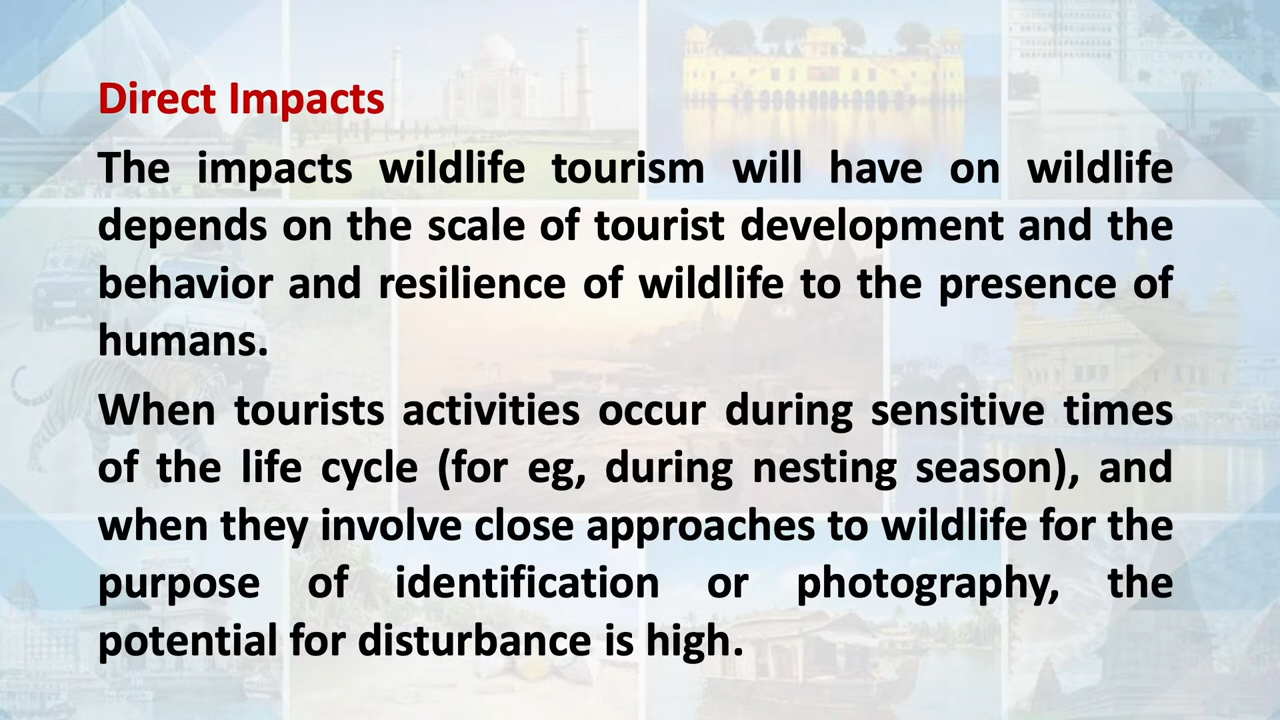 Direct Impacts
The impacts wildlife tourism will have on wildlife
depends on the scale of tourist development and the
behavior and resilience of wildlife to the presence of
humans.
When tourists activities occur during sensitive times
of the life cycle (for eg, during nesting season), and
when they involve close approaches to wildlife for the
purpose of identification or photography, the
potential for disturbance is high.